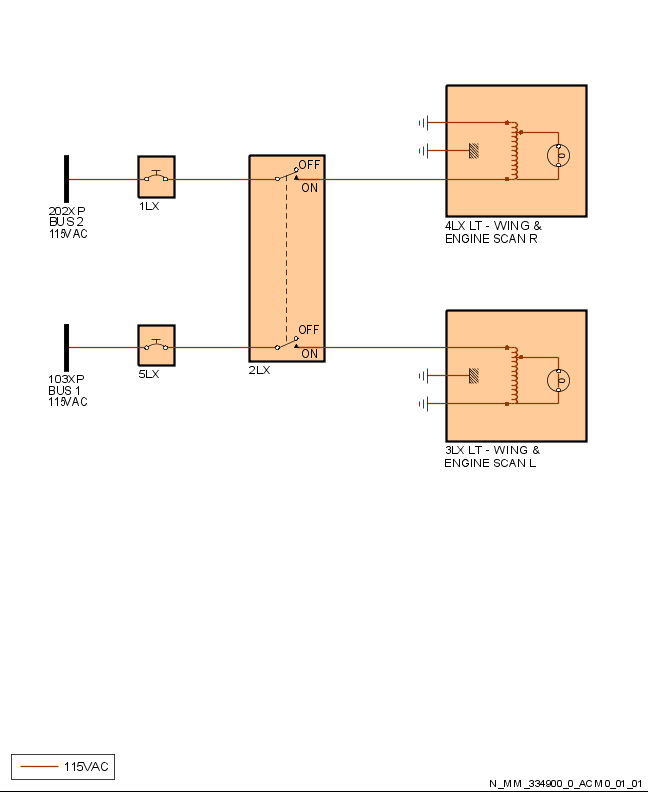 OFF
ON
202XP
BUS 2
115VAC
1LX
4LX LT - WING &
ENGINE SCAN R
OFF
ON
103XP
BUS 1
115VAC
5LX
2LX
3LX LT - WING &
ENGINE SCAN L
115VAC
N_MM_334900_0_ACM0_01_01